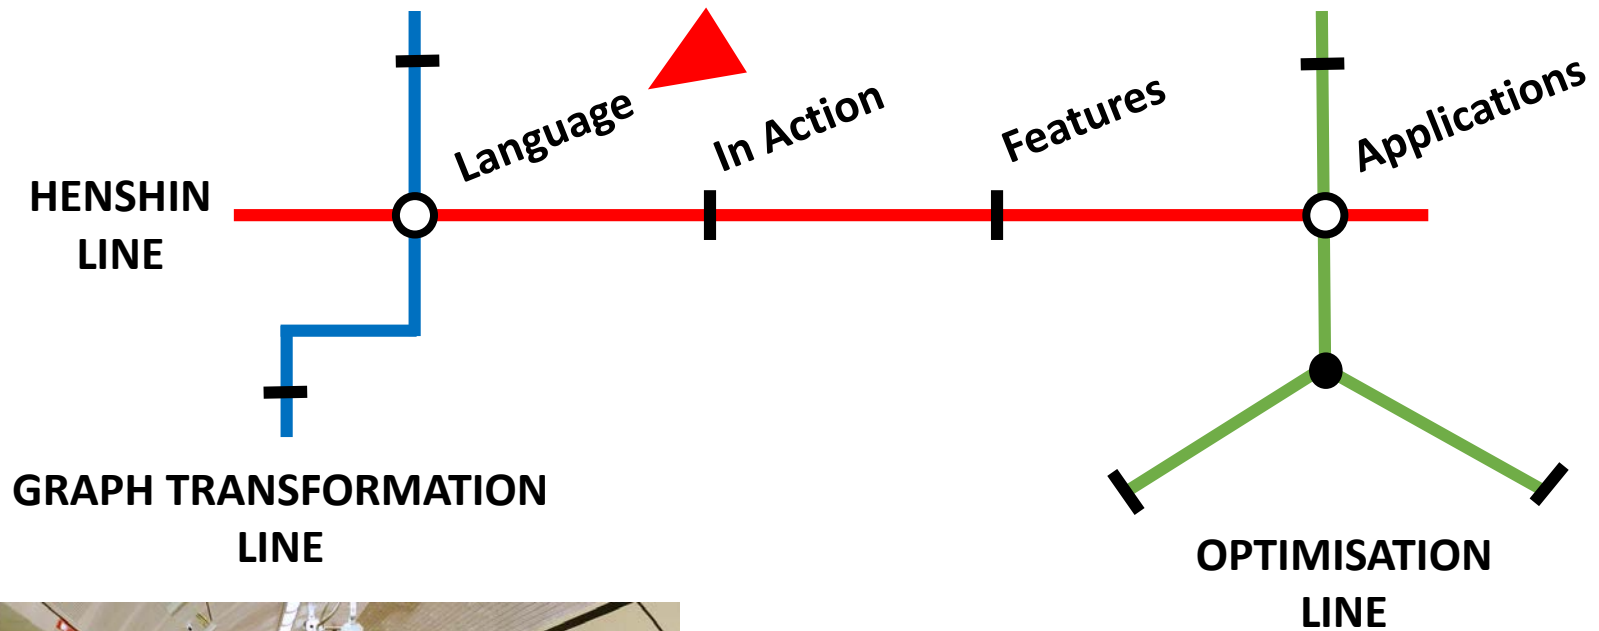 Language
In Action
Features
Applications
HENSHIN
LINE
GRAPH TRANSFORMATION
LINE
OPTIMISATION
LINE